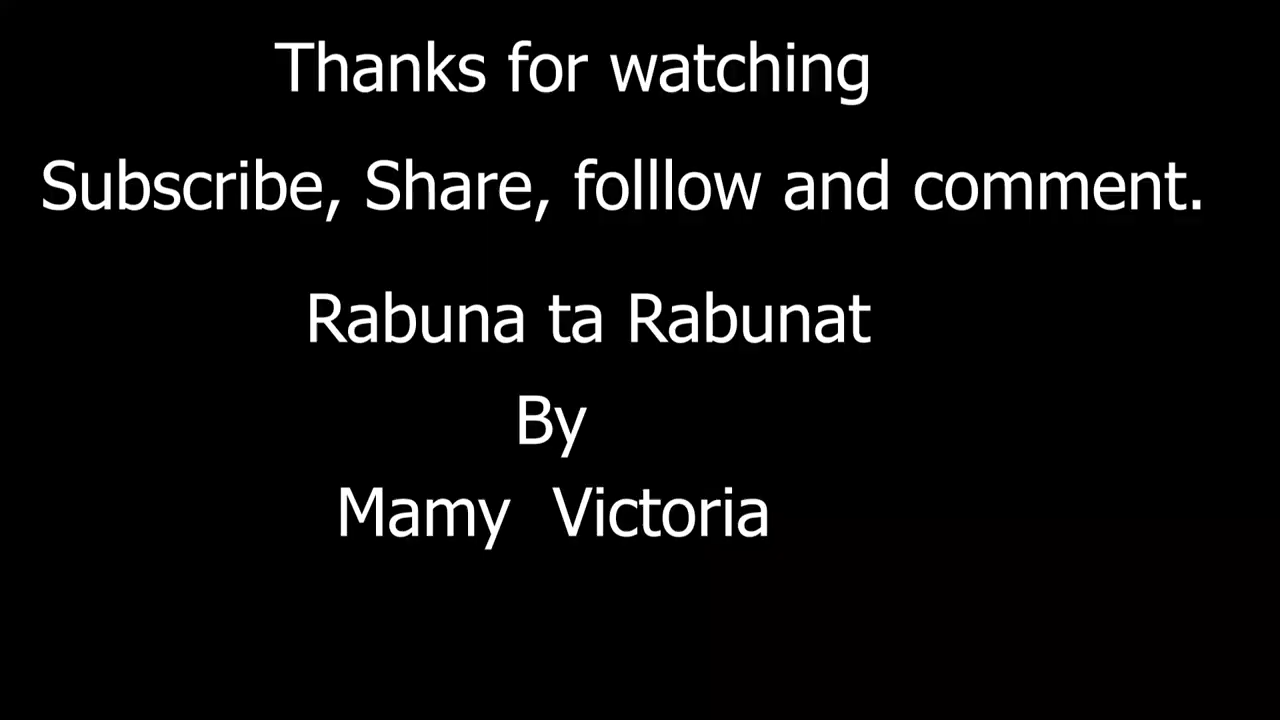 Thanks for watching
Subscribe, Share, folllow and comment.
Rabuna ta Rabunat
By
Mamy Victoria